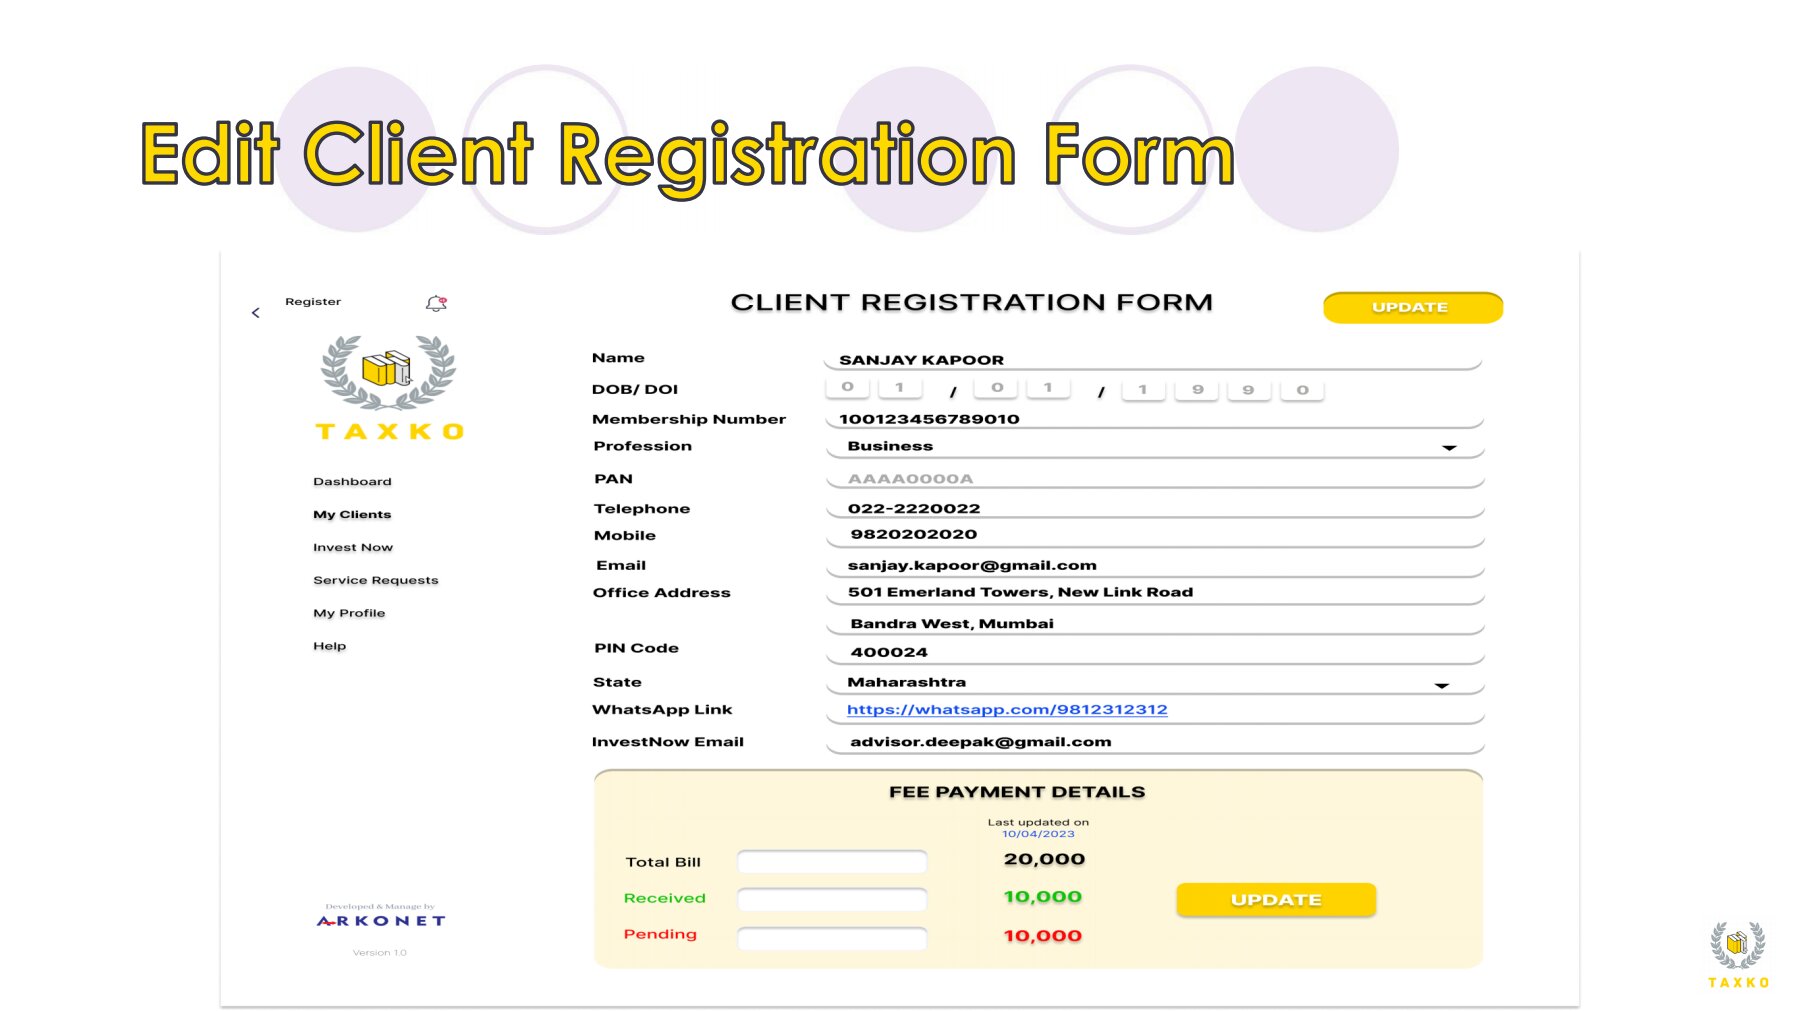 Edit Client Registration Form
Register
CLIENT REGISTRATION FORM
UPDATE
TAXKO
Dashboard
My Clients
Invest Now
Service Requests
My Profile
Help
Developed & Manage by
ARKONET
Version 1.0
Name SANJAY KAPOOR
DOB/ DOI 0 1 / 0 1 / 1 9 9 0
Membership Number 100123456789010
Profession Business
PAN AAAA0000A
Telephone 022-2220022
Mobile 9820202020
Email sanjay.kapoor@gmail.com
Office Address 501 Emerland Towers, New Link Road
Bandra West, Mumbai
PIN Code 400024
State Maharashtra
WhatsApp Link https://whatsapp.com/9812312312
InvestNow Email advisor.deepak@gmail.com
FEE PAYMENT DETAILS
Last updated on
10/04/2023
Total Bill 20,000
Received 10,000 UPDATE
Pending 10,000
TAXKO